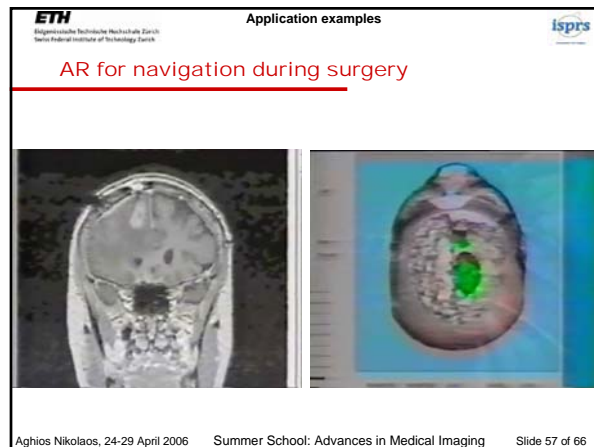 ETH
Eidgenössische Technische Hochschule Zürich
Swiss Federal Institute of Technology Zurich
Application examples
isprs
AR for navigation during surgery
Aghios Nikolaos, 24-29 April 2006 Summer School: Advances in Medical Imaging Slide 57 of 66